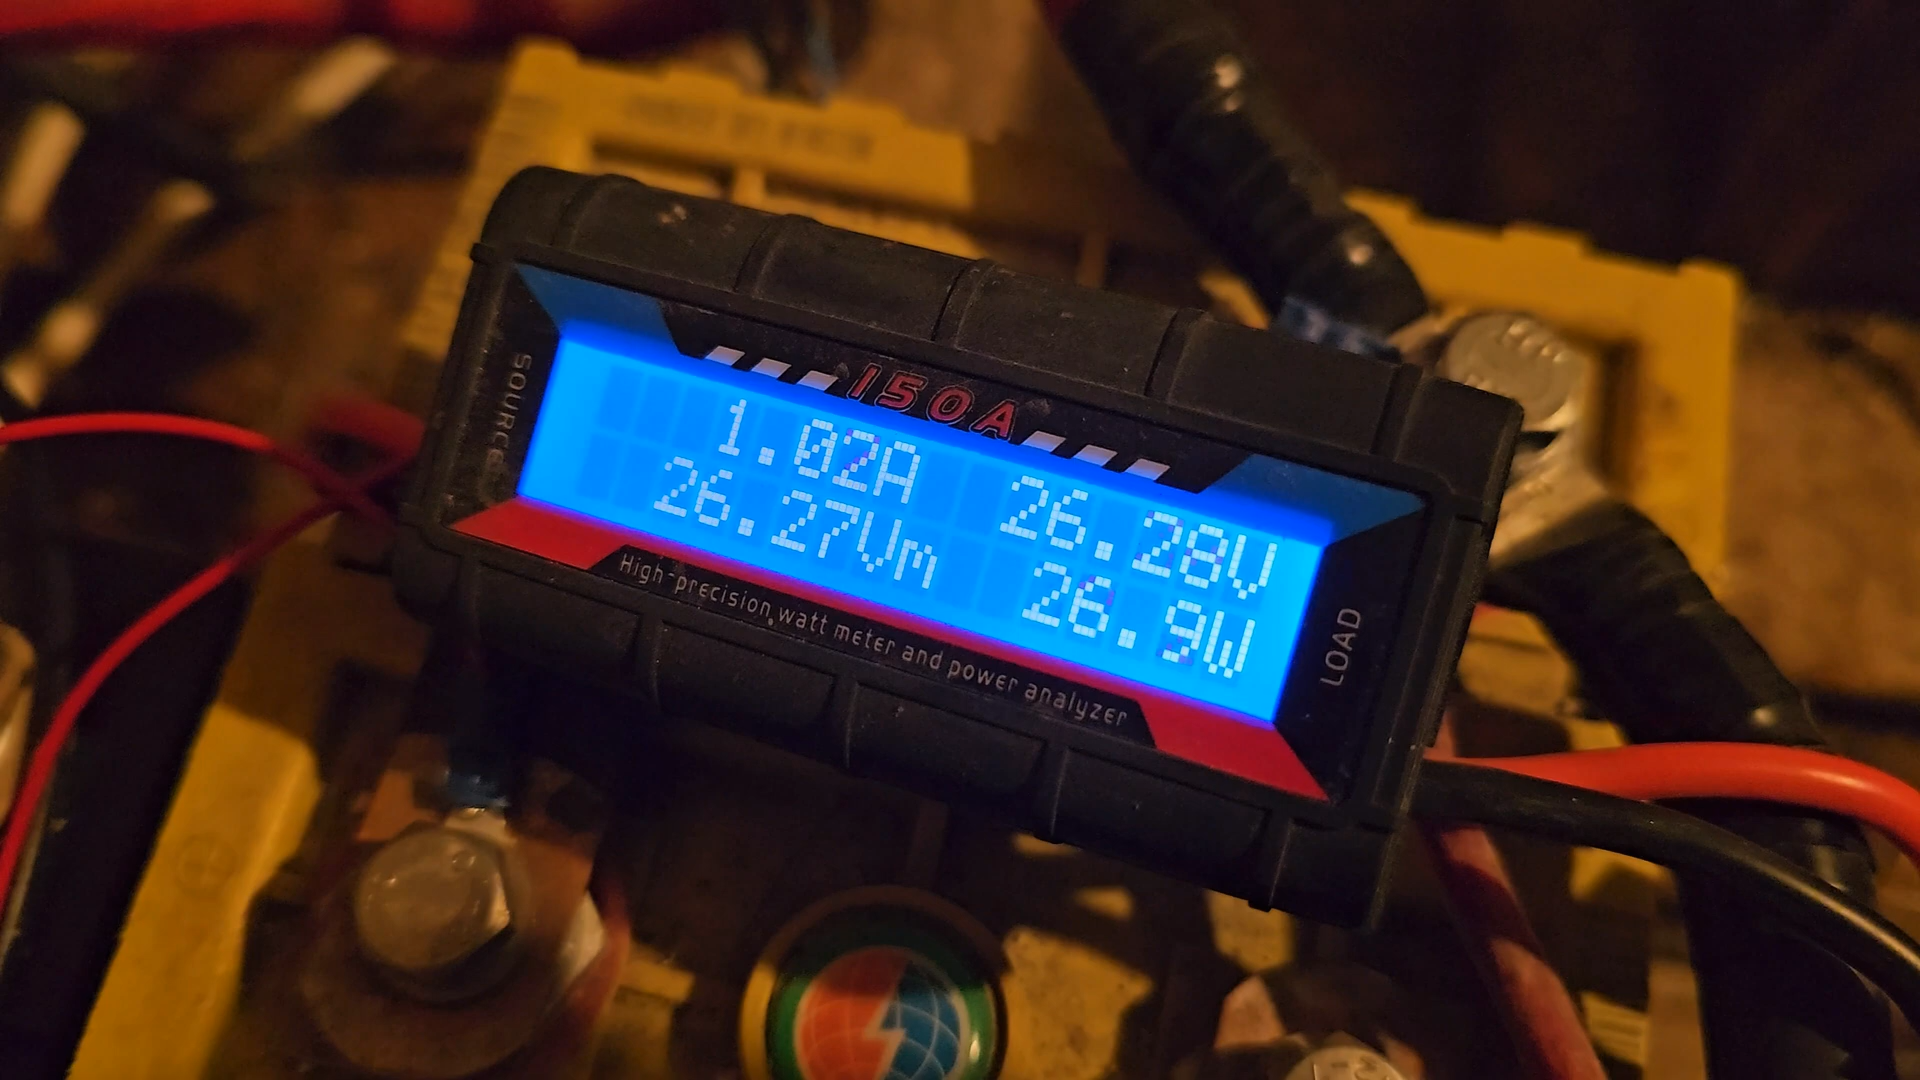 150A
SOURCE
1.02A 26.28V
26.27Vm 26.9W
High-precision watt meter and power analyzer
LOAD